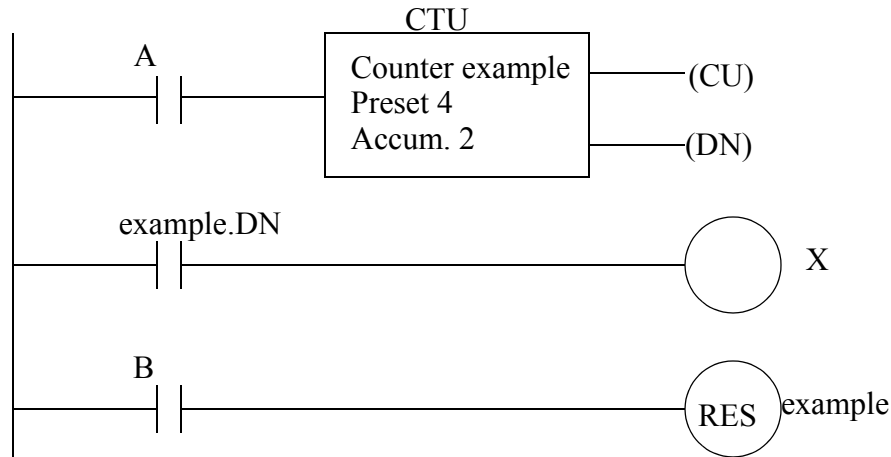 CTU
A
Counter example
Preset 4
Accum. 2
(CU)
(DN)
example.DN
X
B
RES
example